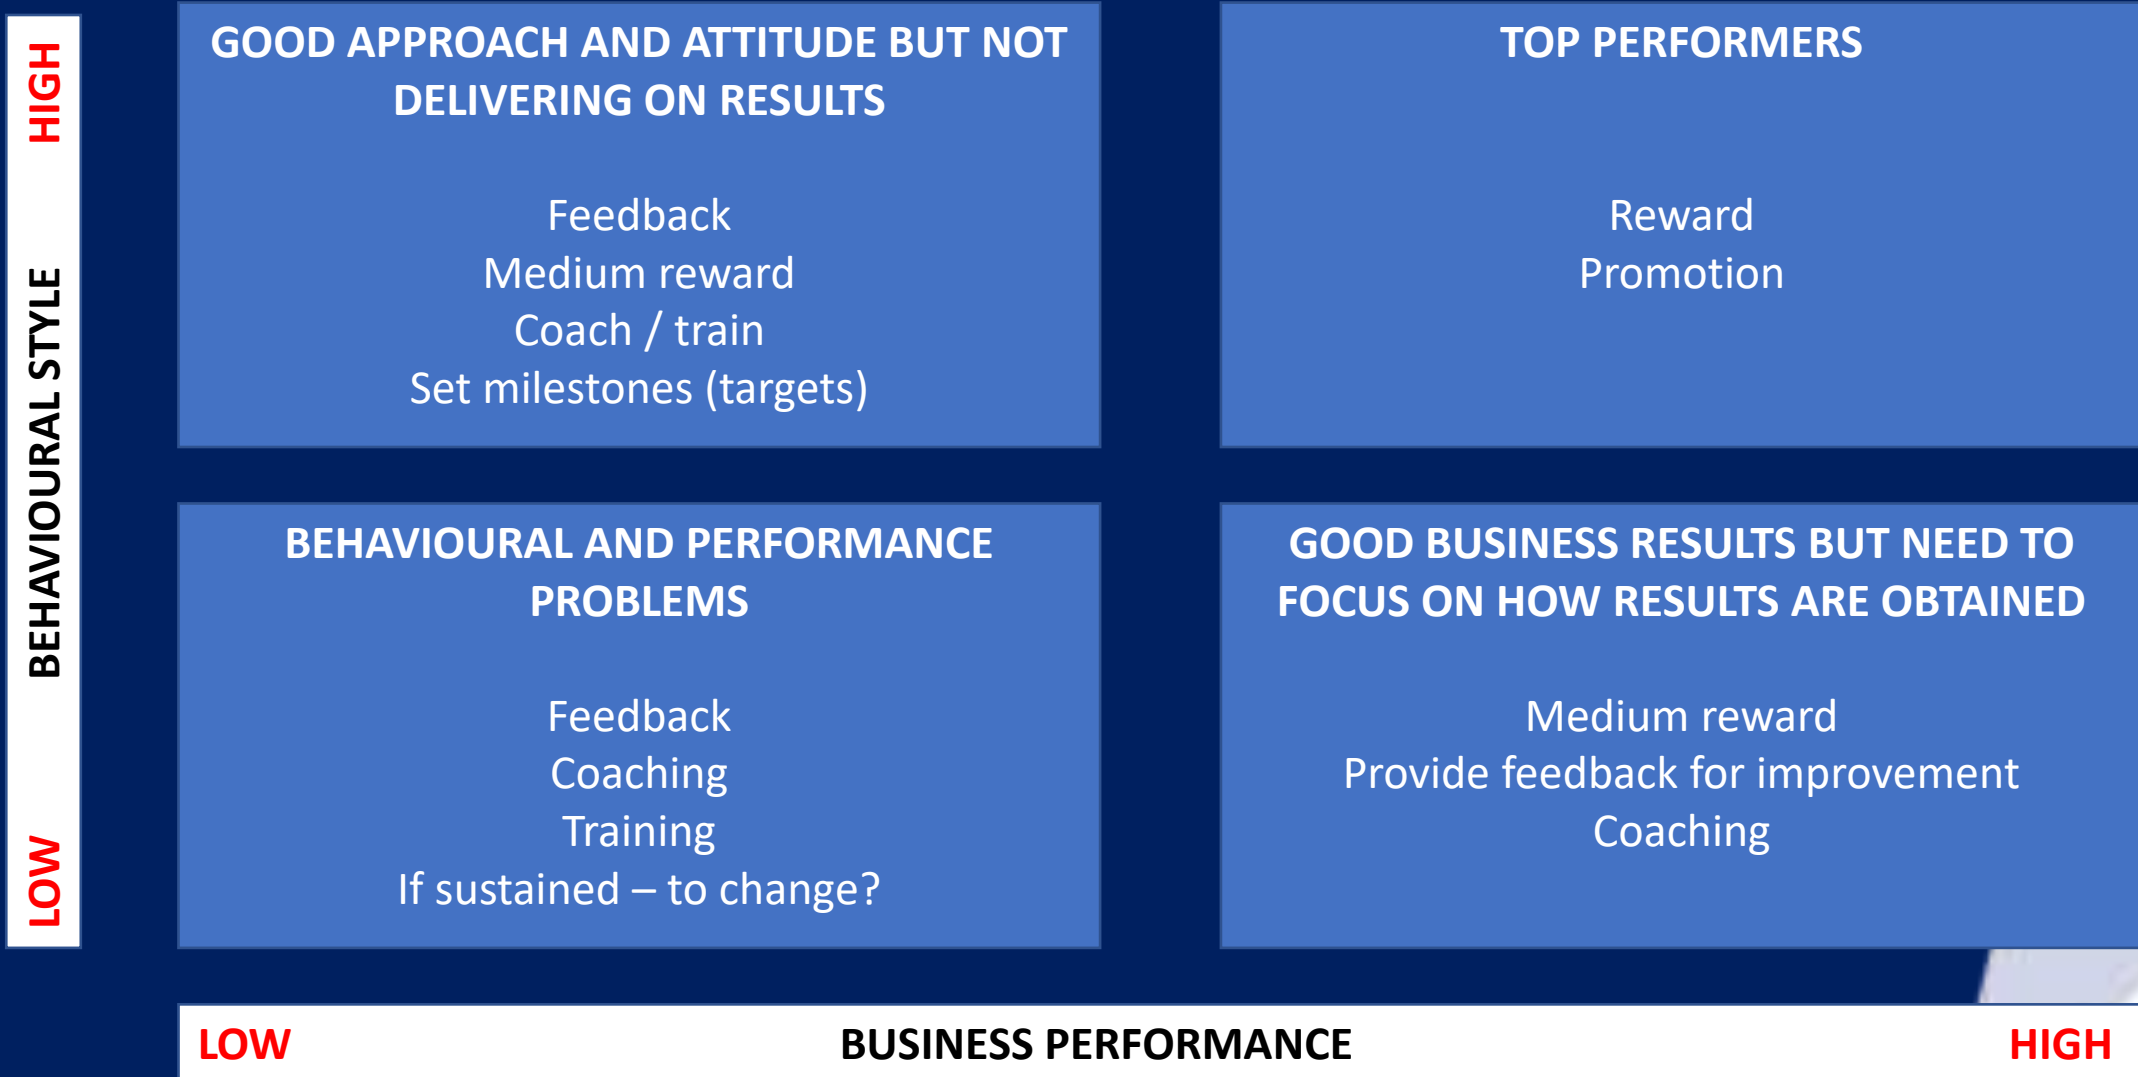 HIGH
BEHAVIOURAL STYLE
LOW
GOOD APPROACH AND ATTITUDE BUT NOT
DELIVERING ON RESULTS
Feedback
Medium reward
Coach / train
Set milestones (targets)
TOP PERFORMERS
Reward
Promotion
BEHAVIOURAL AND PERFORMANCE
PROBLEMS
Feedback
Coaching
Training
If sustained – to change?
GOOD BUSINESS RESULTS BUT NEED TO
FOCUS ON HOW RESULTS ARE OBTAINED
Medium reward
Provide feedback for improvement
Coaching
LOW
BUSINESS PERFORMANCE
HIGH